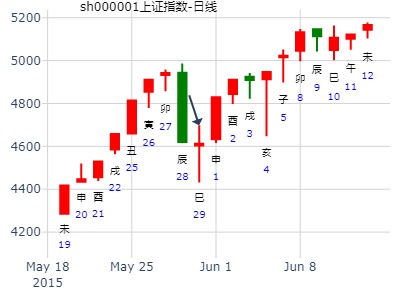 sh000001上证指数-日线
5200
5000
4800
4600
4400
4200
未
19
申
20
酉
21
戌
22
丑
25
寅
26
卯
27
辰
28
巳
29
申
1
酉
2
戌
3
亥
4
子
5
卯
8
辰
9
巳
10
午
11
未
12
May 18
2015
May 25
Jun 1
Jun 8